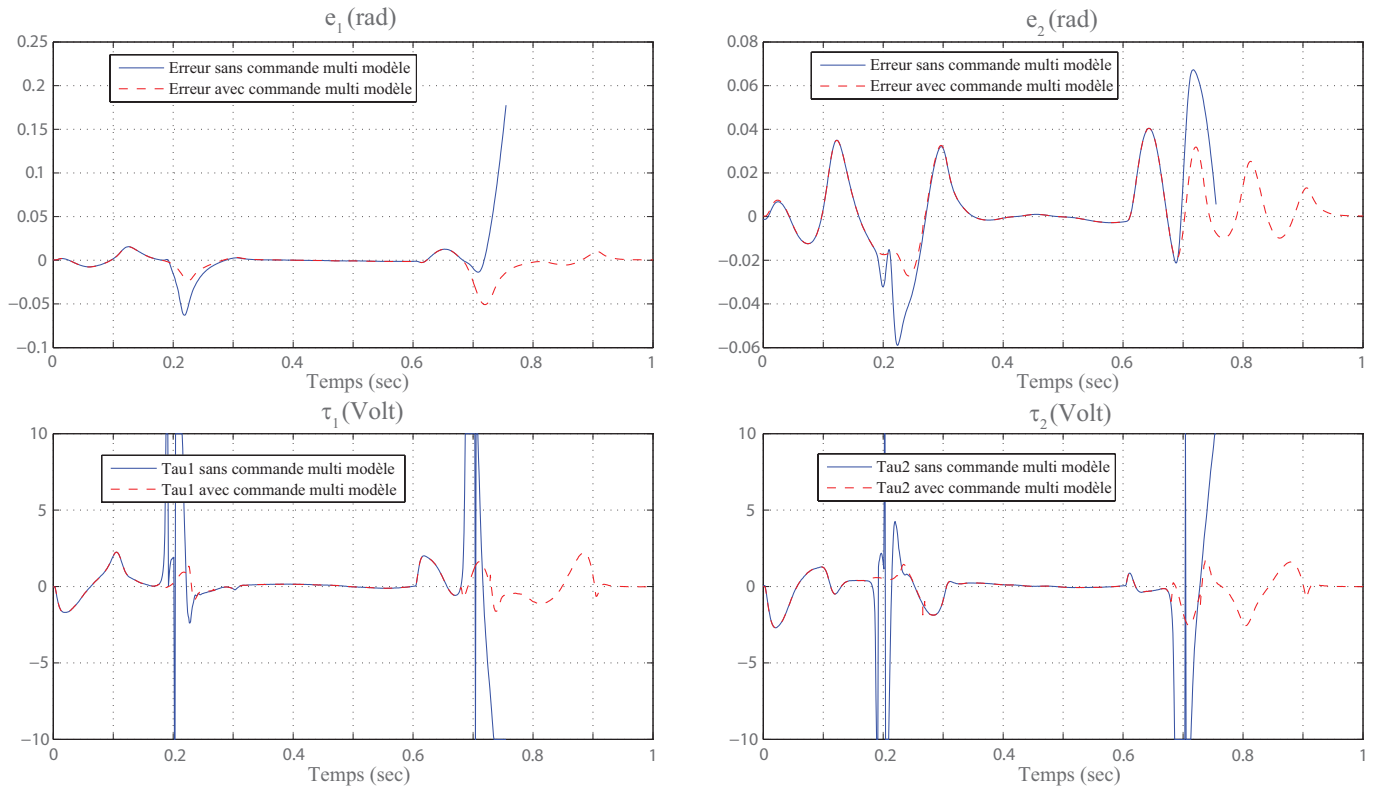 e₁ (rad)
0.25
0.2
0.15
0.1
0.05
0
−0.05
−0.1
Erreur sans commande multi modèle
Erreur avec commande multi modèle
0 0.2 0.4 0.6 0.8 1
Temps (sec)
e₂ (rad)
0.08
0.06
0.04
0.02
0
−0.02
−0.04
−0.06
Erreur sans commande multi modèle
Erreur avec commande multi modèle
0 0.2 0.4 0.6 0.8 1
Temps (sec)
τ₁ (Volt)
10
5
0
−5
−10
Tau1 sans commande multi modèle
Tau1 avec commande multi modèle
0 0.2 0.4 0.6 0.8 1
Temps (sec)
τ₂ (Volt)
10
5
0
−5
−10
Tau2 sans commande multi modèle
Tau2 avec commande multi modèle
0 0.2 0.4 0.6 0.8 1
Temps (sec)